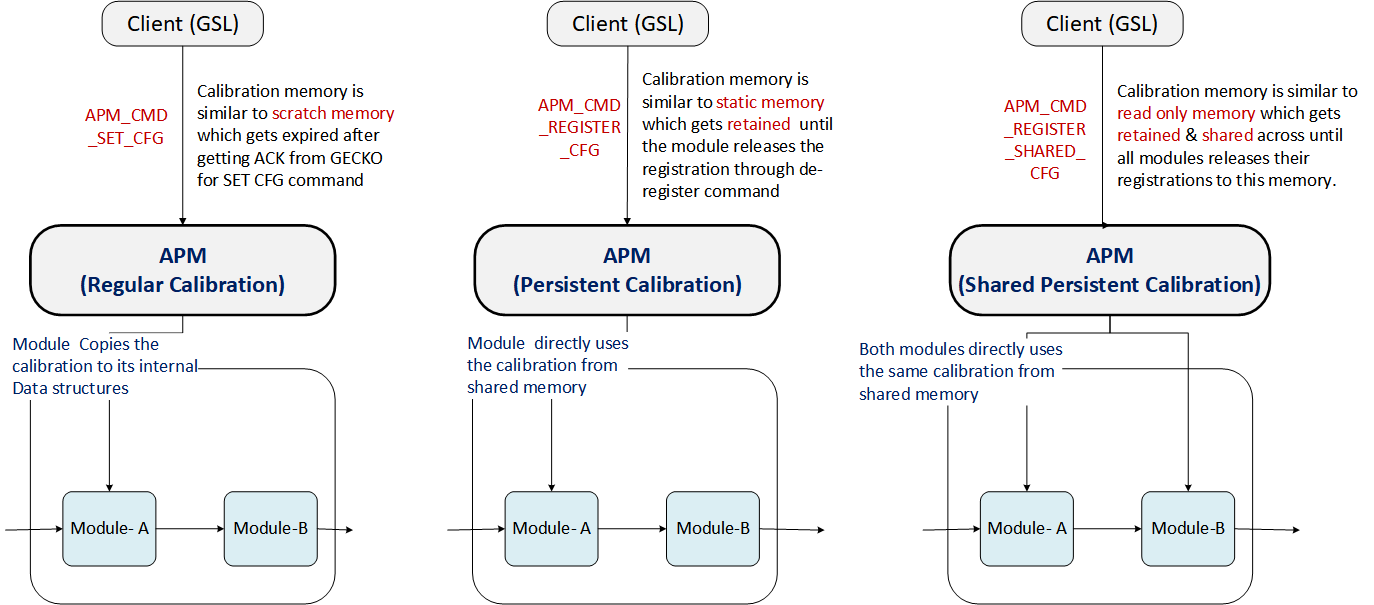 Client (GSL)
APM_CMD
_SET_CFG
Calibration memory is
similar to scratch memory
which gets expired after
getting ACK from GECKO
for SET CFG command
APM
(Regular Calibration)
Module  Copies the
calibration to its internal
Data structures
Module- A
Module-B
Client (GSL)
APM_CMD
_REGISTER
_CFG
Calibration memory is
similar to static memory
which gets retained  until
the module releases the
registration through de-
register command
APM
(Persistent Calibration)
Module  directly uses
the calibration from
shared memory
Module- A
Module-B
Client (GSL)
APM_CMD
_REGISTER
_SHARED_
CFG
Calibration memory is similar to
read only memory which gets
retained & shared across until
all modules releases their
registrations to this memory.
APM
(Shared Persistent Calibration)
Both modules directly uses
the same calibration from
shared memory
Module- A
Module-B